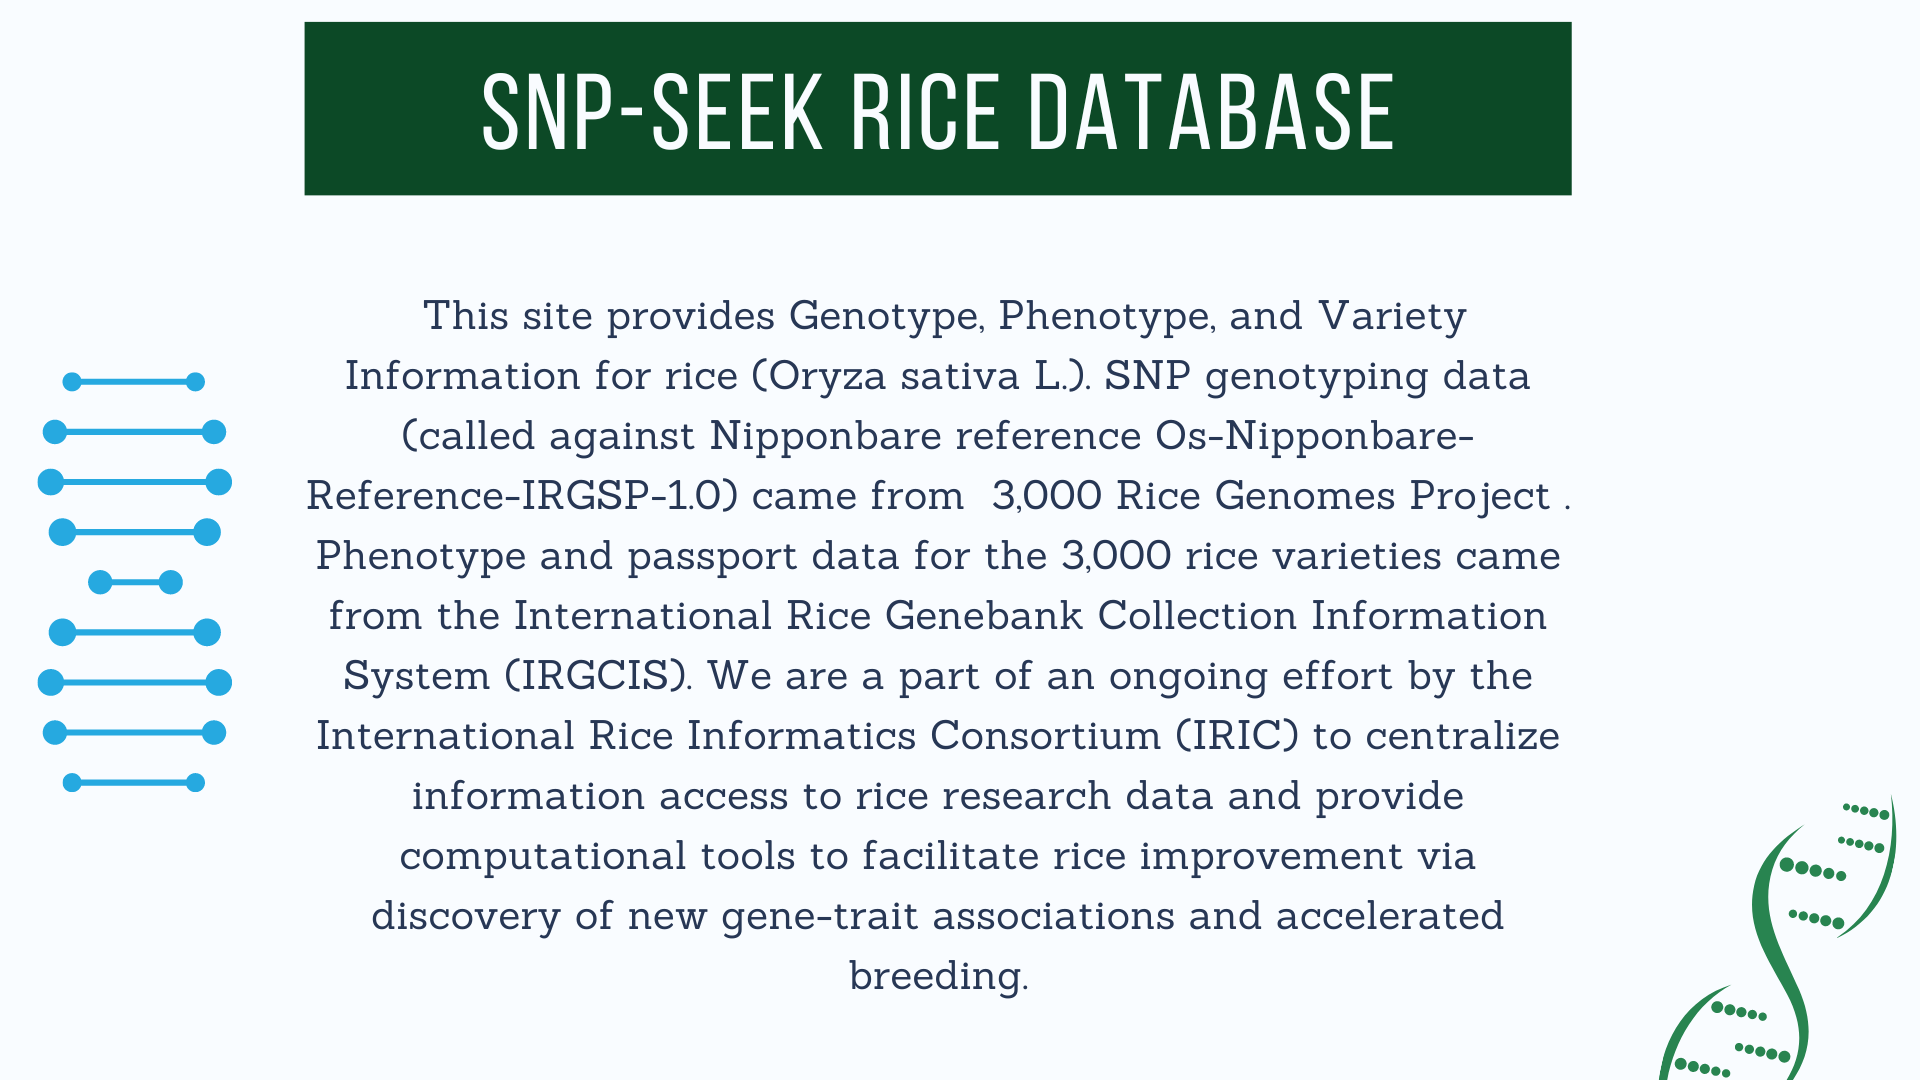 SNP-SEEK RICE DATABASE
This site provides Genotype, Phenotype, and Variety
Information for rice (Oryza sativa L.). SNP genotyping data
(called against Nipponbare reference Os-Nipponbare-
Reference-IRGSP-1.0) came from  3,000 Rice Genomes Project .
Phenotype and passport data for the 3,000 rice varieties came
from the International Rice Genebank Collection Information
System (IRGCIS). We are a part of an ongoing effort by the
International Rice Informatics Consortium (IRIC) to centralize
information access to rice research data and provide
computational tools to facilitate rice improvement via
discovery of new gene-trait associations and accelerated
breeding.